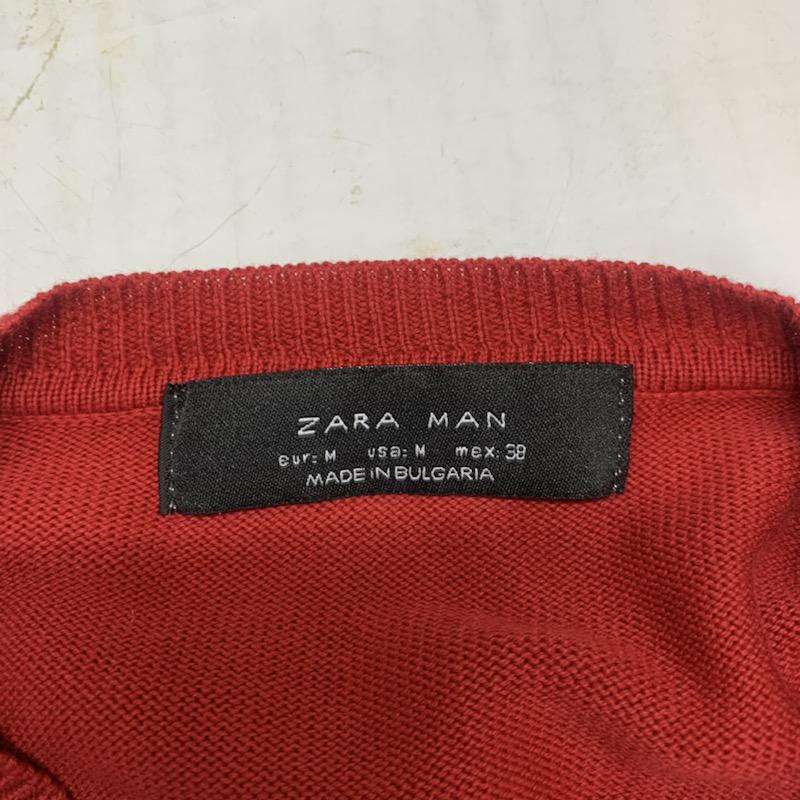 ZARA MAN
eur: M usa: M mex: 38
MADE IN BULGARIA